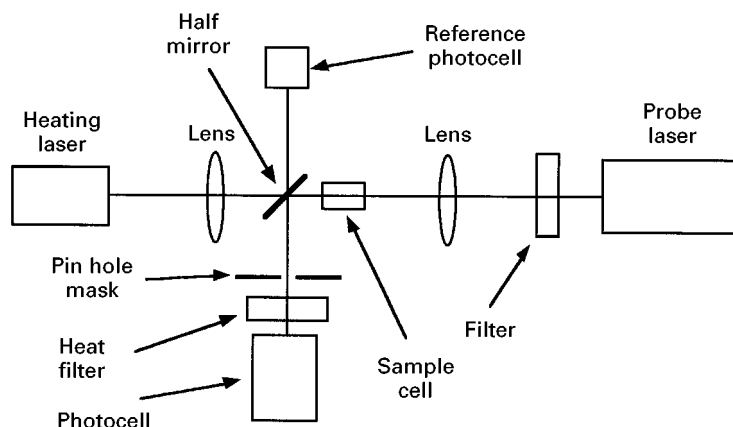 Half
mirror
Reference
photocell
Heating
laser
Lens
Lens
Probe
laser
Pin hole
mask
Heat
filter
Photocell
Sample
cell
Filter